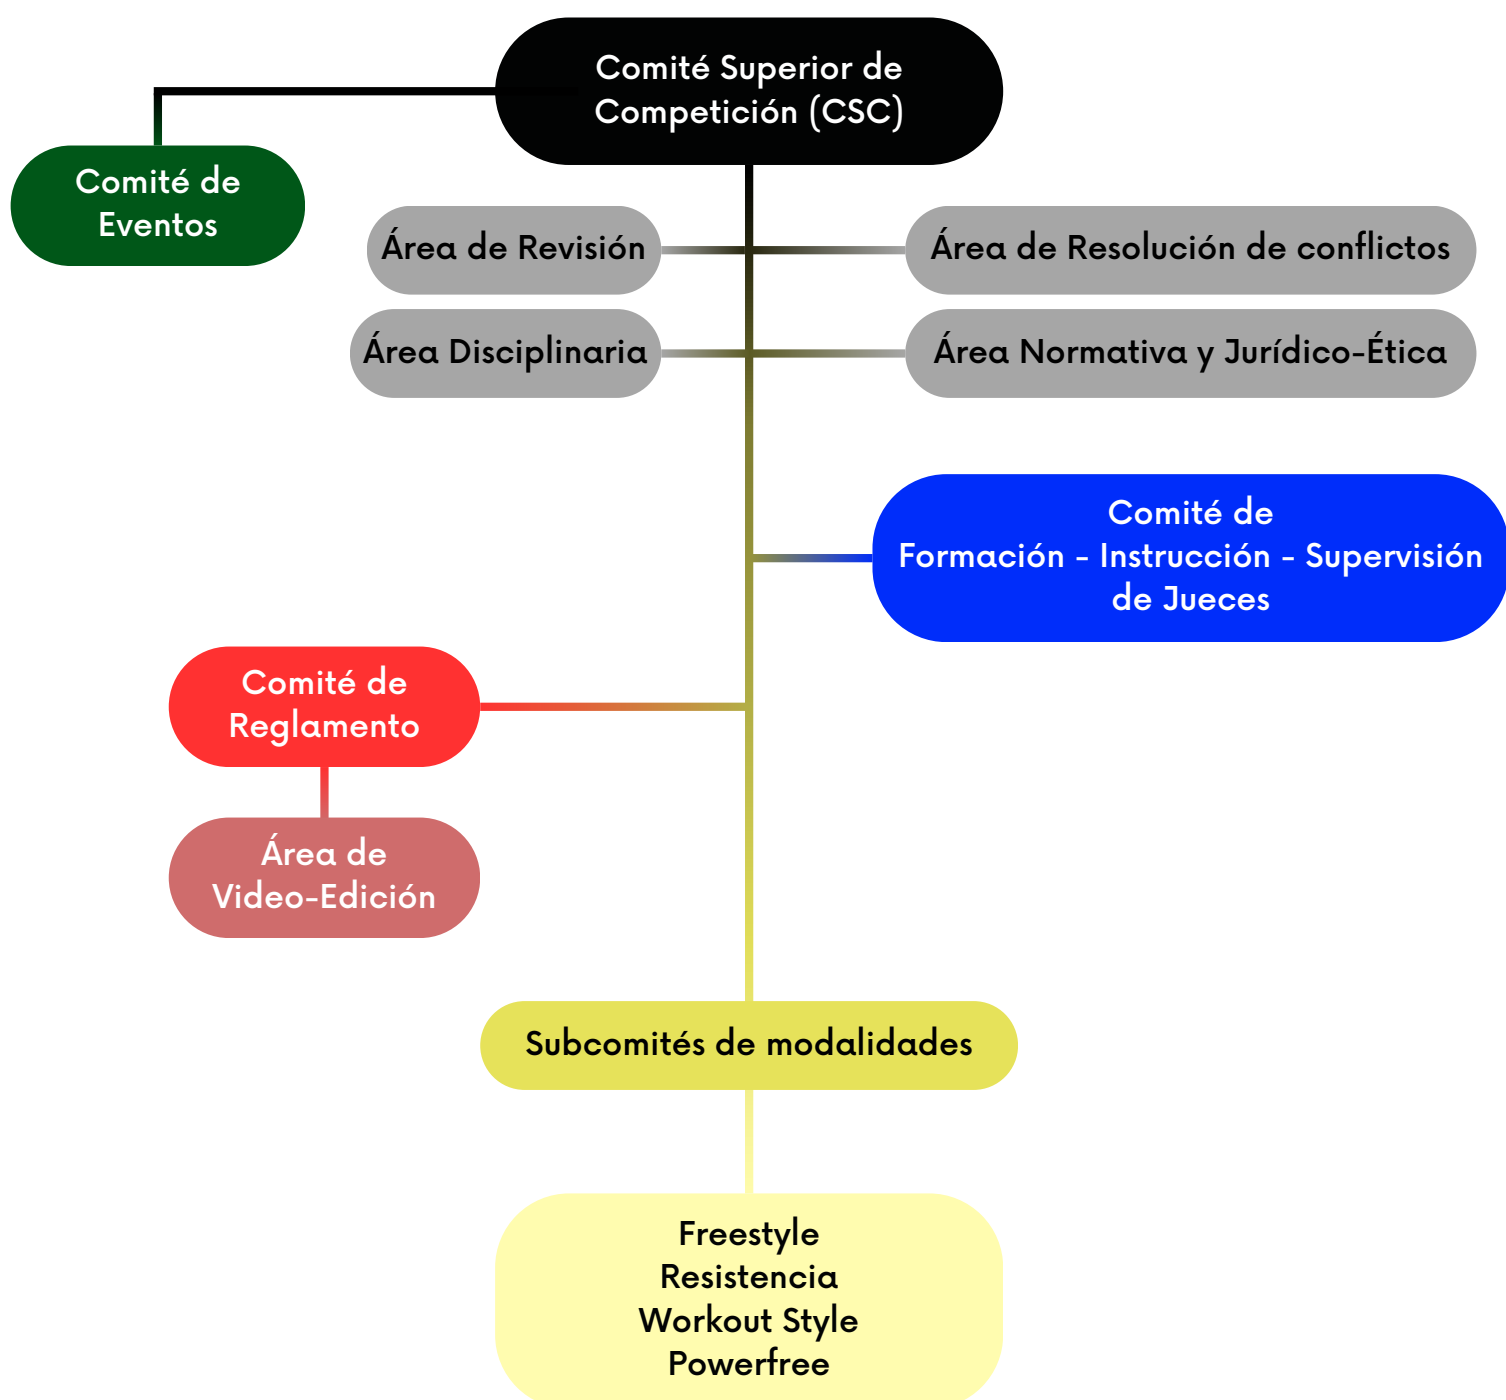 Comité Superior de
Competición (CSC)
Comité de
Eventos
Área de Revisión
Área de Resolución de conflictos
Área Disciplinaria
Área Normativa y Jurídico-Ética
Comité de
Formación - Instrucción - Supervisión
de Jueces
Comité de
Reglamento
Área de
Video-Edición
Subcomités de modalidades
Freestyle
Resistencia
Workout Style
Powerfree